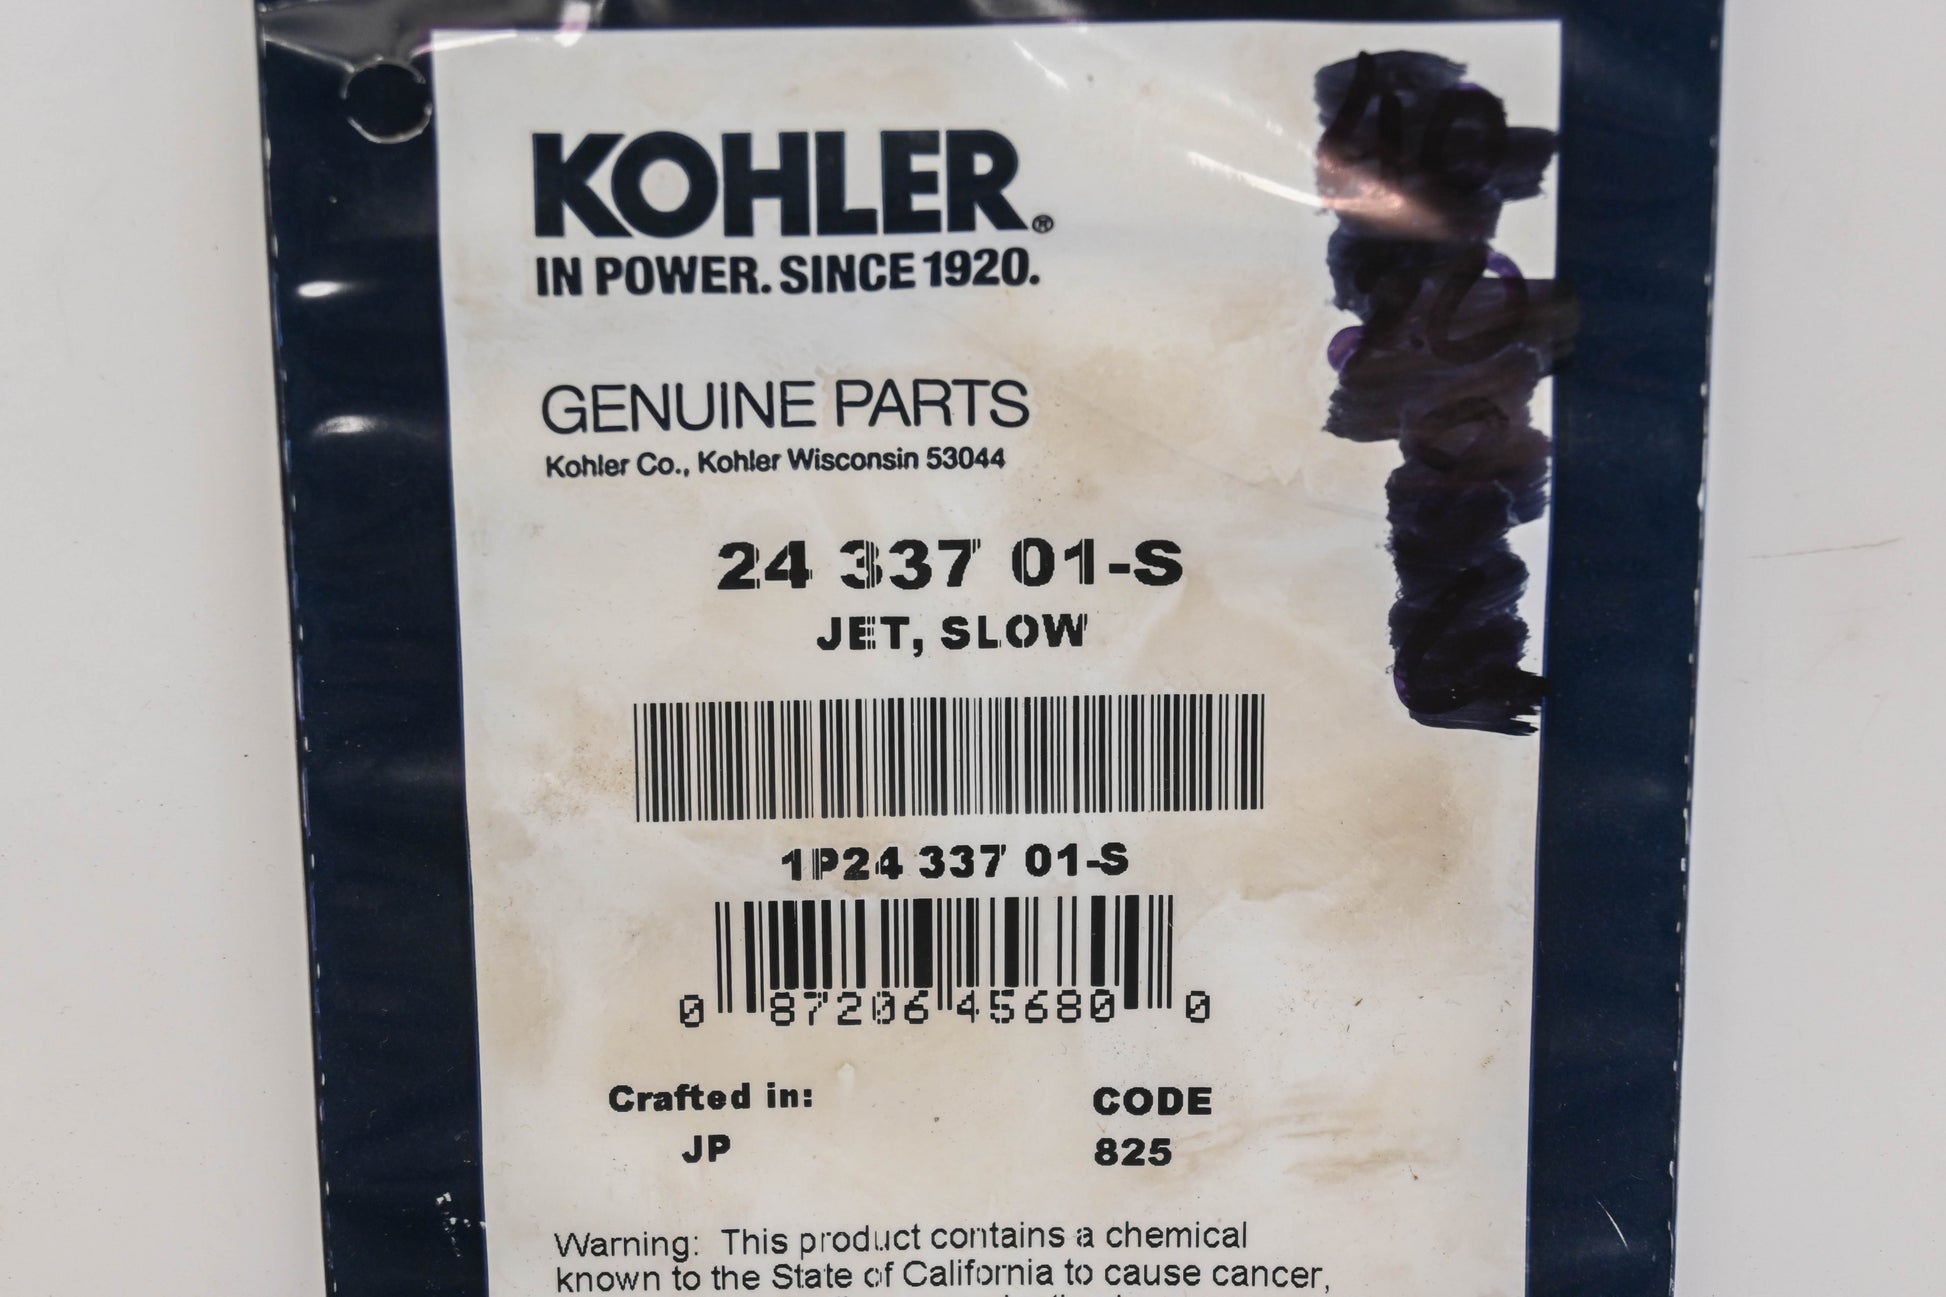 KOHLER®
IN POWER. SINCE 1920.
GENUINE PARTS
Kohler Co., Kohler Wisconsin 53044
24 337 01-S
JET, SLOW
1P24 337 01-S
0 87206 45680 0
Crafted in:
JP
CODE
825
Warning: This product contains a chemical
known to the State of California to cause cancer,